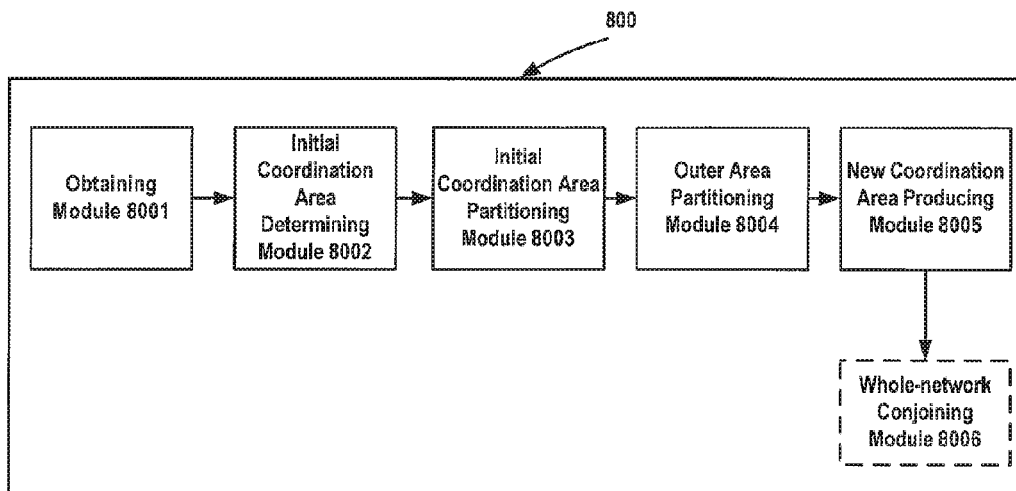 800
Obtaining
Module 8001
Initial
Coordination
Area
Determining
Module 8002
Initial
Coordination Area
Partitioning
Module 8003
Outer Area
Partitioning
Module 8004
New Coordination
Area Producing
Module 8005
Whole-network
Conjoining
Module 8006